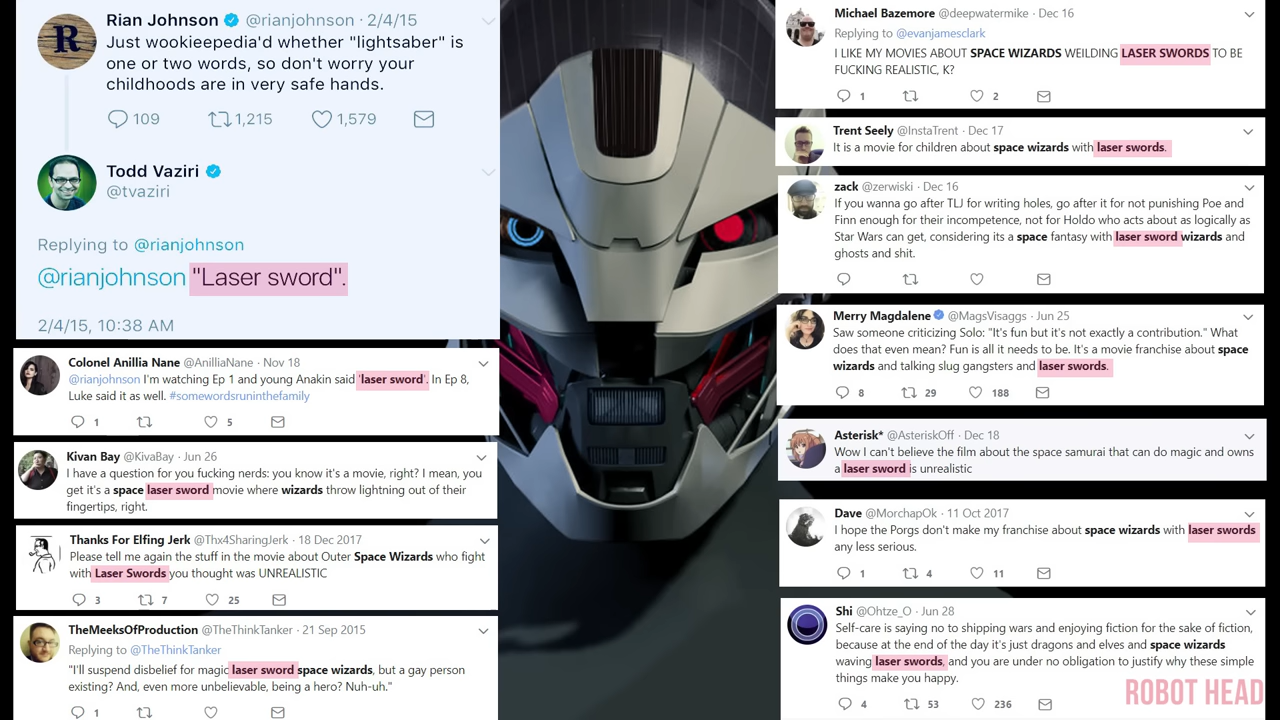 Rian Johnson @rianjohnson · 2/4/15
Just wookieepedia'd whether "lightsaber" is
one or two words, so don't worry your
childhoods are in very safe hands.
109 1,215 1,579
Todd Vaziri
@tvaziri
Replying to @rianjohnson
@rianjohnson "Laser sword".
2/4/15, 10:38 AM
Colonel Anillia Nane @AnilliaNane · Nov 18
@rianjohnson I'm watching Ep 1 and young Anakin said 'laser sword'. In Ep 8,
Luke said it as well. #somewordsruninthefamily
1 5
Kivan Bay @KivaBay · Jun 26
I have a question for you fucking nerds: you know it's a movie, right? I mean, you
get it's a space laser sword movie where wizards throw lightning out of their
fingertips, right.
Thanks For Elfing Jerk @Thx4SharingJerk · 18 Dec 2017
Please tell me again the stuff in the movie about Outer Space Wizards who fight
with Laser Swords you thought was UNREALISTIC
3 7 25
TheMeeksOfProduction @TheThinkTanker · 21 Sep 2015
Replying to @TheThinkTanker
"I'll suspend disbelief for magic laser sword space wizards, but a gay person
existing? And, even more unbelievable, being a hero? Nuh-uh."
1
Michael Bazemore @deepwatermike · Dec 16
Replying to @evanjamesclark
I LIKE MY MOVIES ABOUT SPACE WIZARDS WEILDING LASER SWORDS TO BE
FUCKING REALISTIC, K?
1 2
Trent Seely @InstaTrent · Dec 17
It is a movie for children about space wizards with laser swords.
zack @zerwiski · Dec 16
If you wanna go after TLJ for writing holes, go after it for not punishing Poe and
Finn enough for their incompetence, not for Holdo who acts about as logically as
Star Wars can get, considering its a space fantasy with laser sword wizards and
ghosts and shit.
Merry Magdalene @MagsVisaggs · Jun 25
Saw someone criticizing Solo: "It's fun but it's not exactly a contribution." What
does that even mean? Fun is all it needs to be. It's a movie franchise about space
wizards and talking slug gangsters and laser swords.
8 29 188
Asterisk* @AsteriskOff · Dec 18
Wow I can't believe the film about the space samurai that can do magic and owns
a laser sword is unrealistic
Dave @MorchapOk · 11 Oct 2017
I hope the Porgs don't make my franchise about space wizards with laser swords
any less serious.
1 4 11
Shi @Ohtze_O · Jun 28
Self-care is saying no to shipping wars and enjoying fiction for the sake of fiction,
because at the end of the day it's just dragons and elves and space wizards
waving laser swords, and you are under no obligation to justify why these simple
things make you happy.
4 53 236
ROBOT HEAD